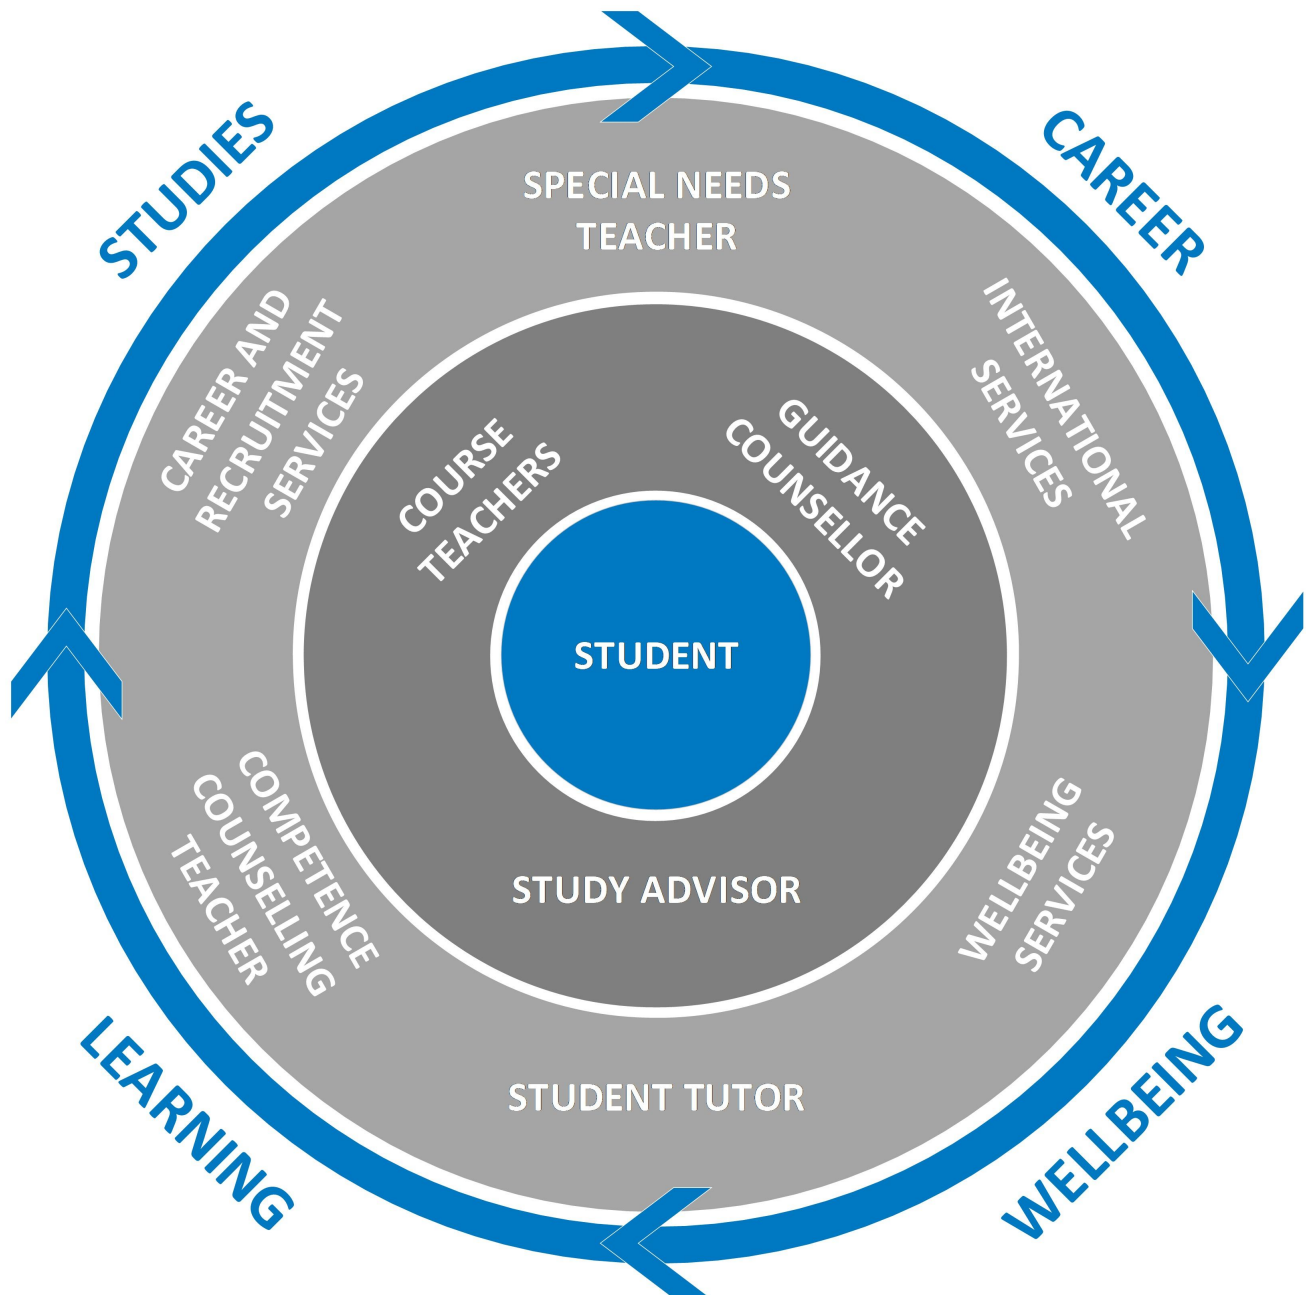 STUDIES
CAREER
SPECIAL NEEDS
TEACHER
CAREER AND
RECRUITMENT
SERVICES
INTERNATIONAL
SERVICES
COURSE
TEACHERS
GUIDANCE
COUNSELLOR
STUDENT
STUDY ADVISOR
COMPETENCE
COUNSELLING
TEACHER
WELLBEING
SERVICES
STUDENT TUTOR
LEARNING
WELLBEING